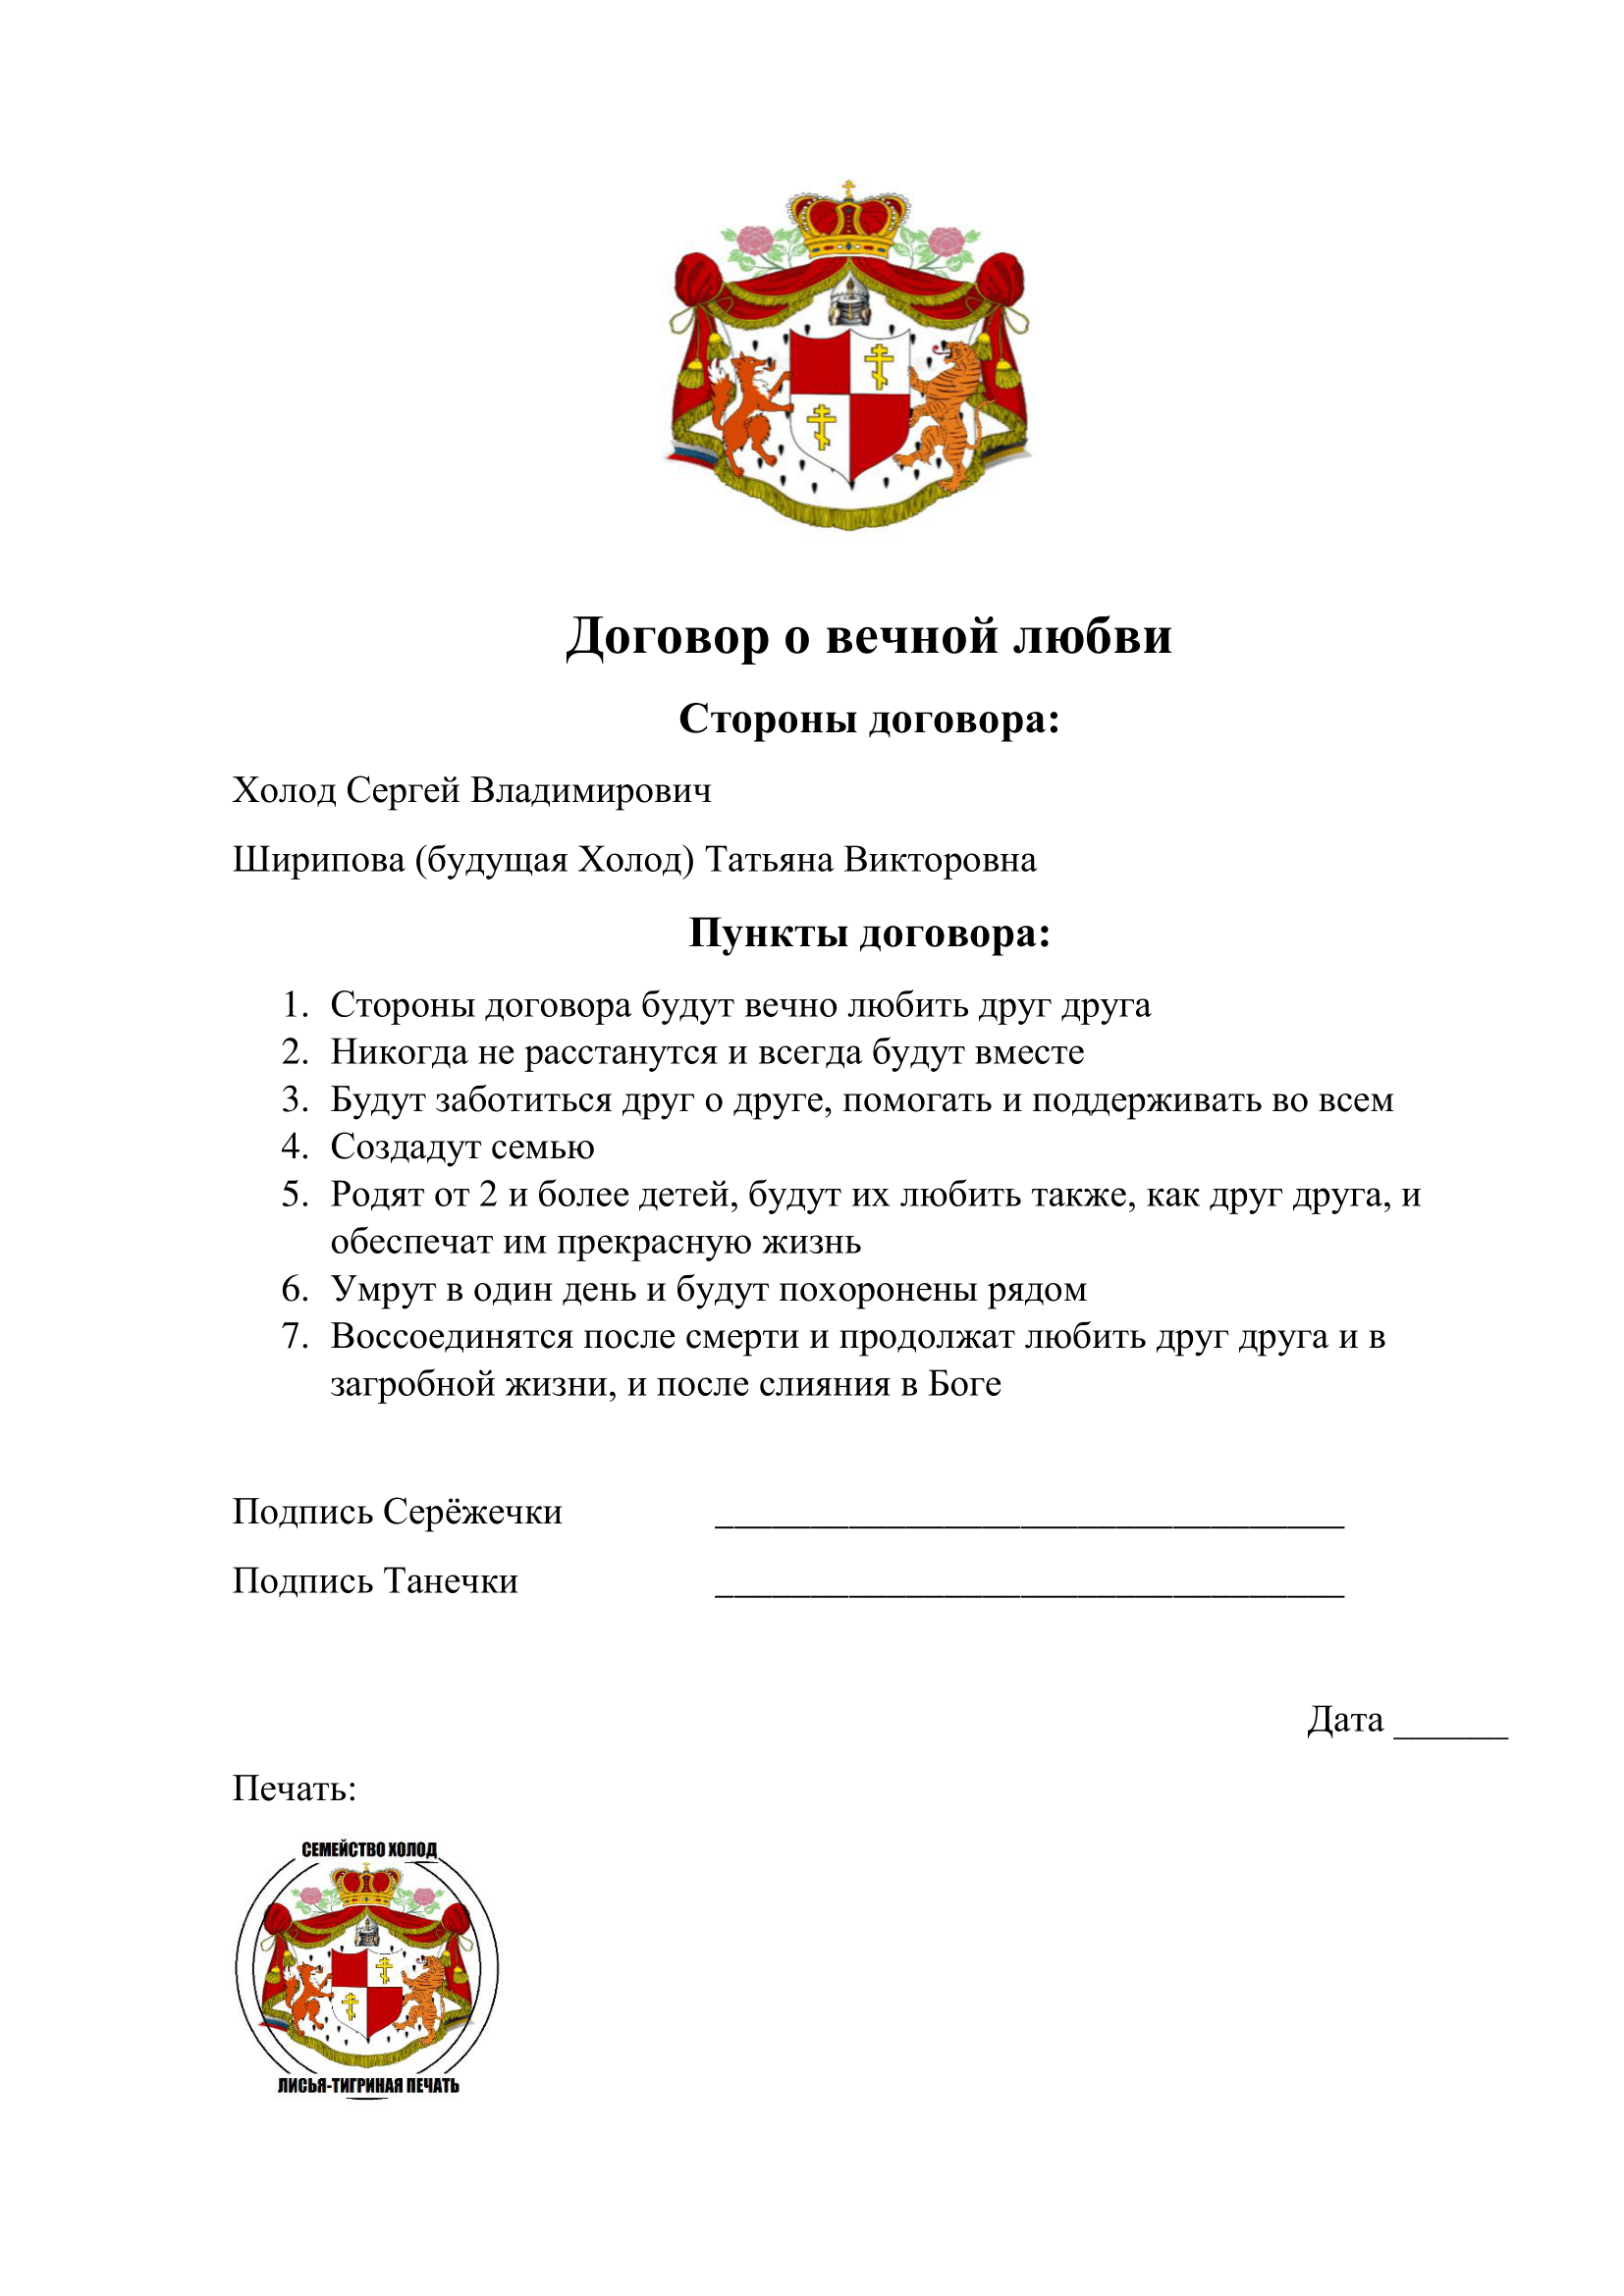 Договор о вечной любви
Стороны договора:
Холод Сергей Владимирович
Ширипова (будущая Холод) Татьяна Викторовна
Пункты договора:
1. Стороны договора будут вечно любить друг друга
2. Никогда не расстанутся и всегда будут вместе
3. Будут заботиться друг о друге, помогать и поддерживать во всем
4. Создадут семью
5. Родят от 2 и более детей, будут их любить также, как друг друга, и
обеспечат им прекрасную жизнь
6. Умрут в один день и будут похоронены рядом
7. Воссоединятся после смерти и продолжат любить друг друга и в
загробной жизни, и после слияния в Боге
Подпись Серёжечки _________________________________
Подпись Танечки _________________________________
Дата ______
Печать:
СЕМЕЙСТВО ХОЛОД
ЛИСЬЯ-ТИГРИНАЯ ПЕЧАТЬ